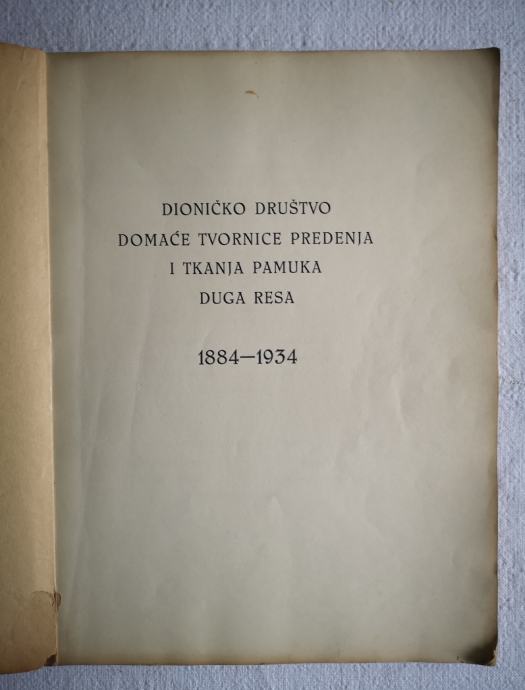 DIONIČKO DRUŠTVO
DOMAĆE TVORNICE PREDENJA
I TKANJA PAMUKA
DUGA RESA
1884—1934